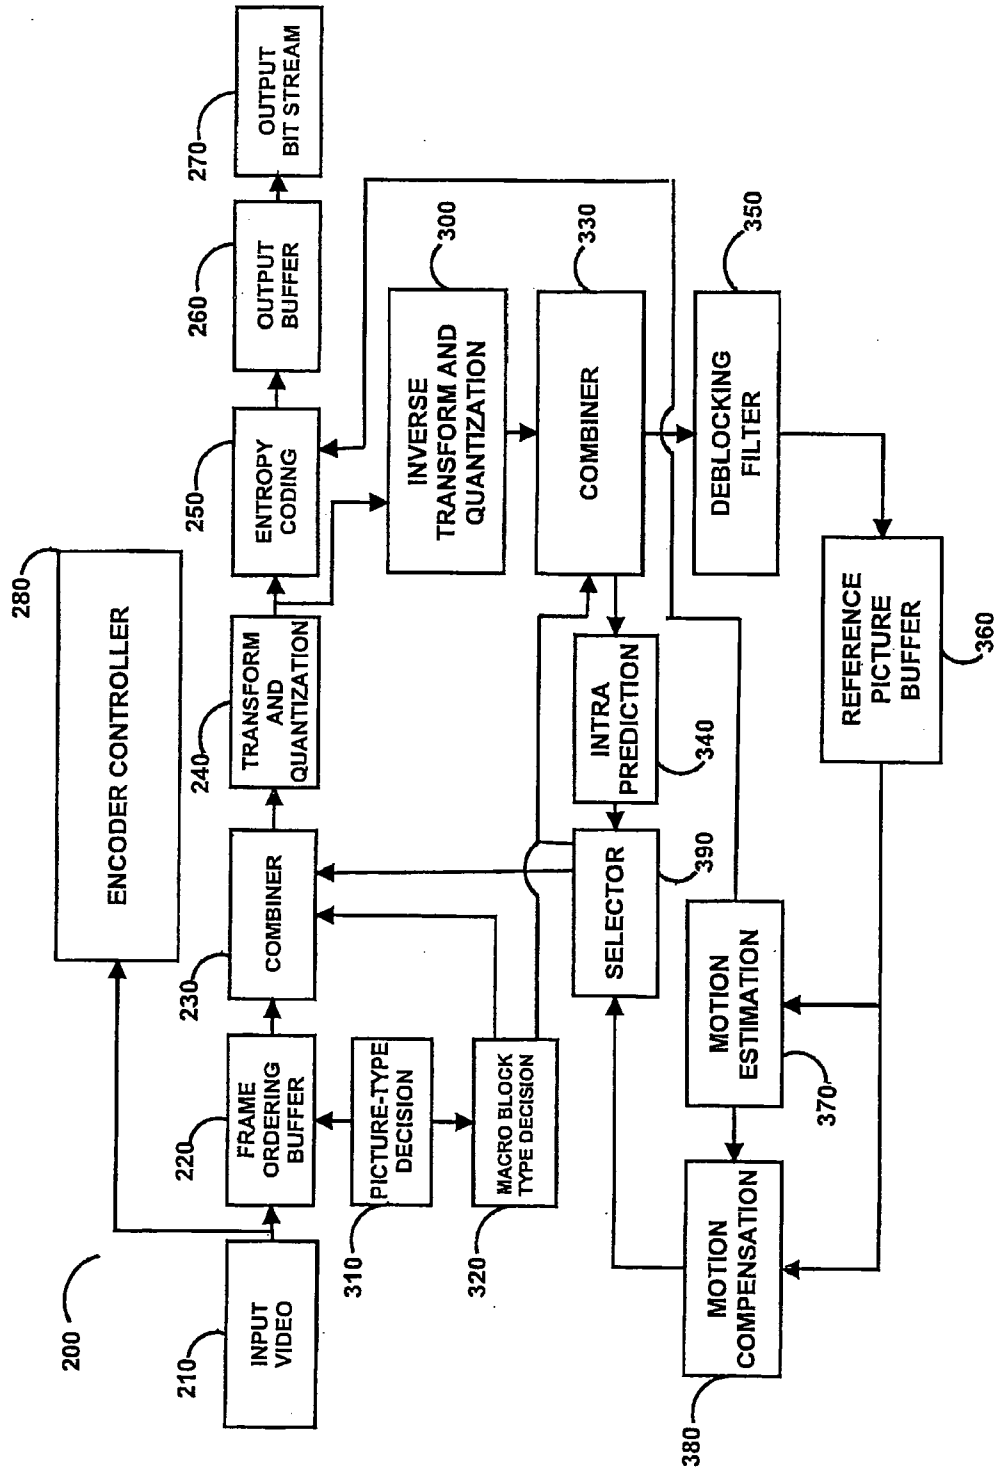 200
280
ENCODER CONTROLLER
210
INPUT
VIDEO
220
FRAME
ORDERING
BUFFER
230
COMBINER
240
TRANSFORM
AND
QUANTIZATION
250
ENTROPY
CODING
260
OUTPUT
BUFFER
270
OUTPUT
BIT STREAM
310
PICTURE-TYPE
DECISION
320
MACRO BLOCK
TYPE DECISION
300
INVERSE
TRANSFORM AND
QUANTIZATION
330
COMBINER
340
INTRA
PREDICTION
390
SELECTOR
350
DEBLOCKING
FILTER
360
REFERENCE
PICTURE
BUFFER
370
MOTION
ESTIMATION
380
MOTION
COMPENSATION